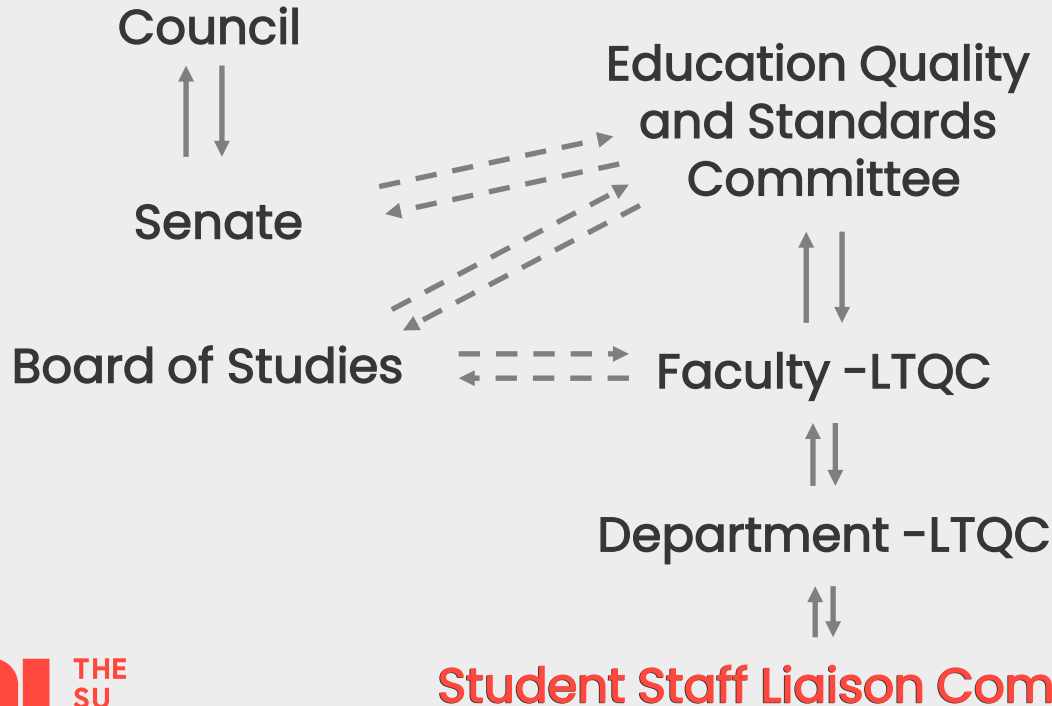 Council
Education Quality
and Standards
Committee
Senate
Board of Studies
Faculty -LTQC
Department -LTQC
THE
SU
Student Staff Liaison Com